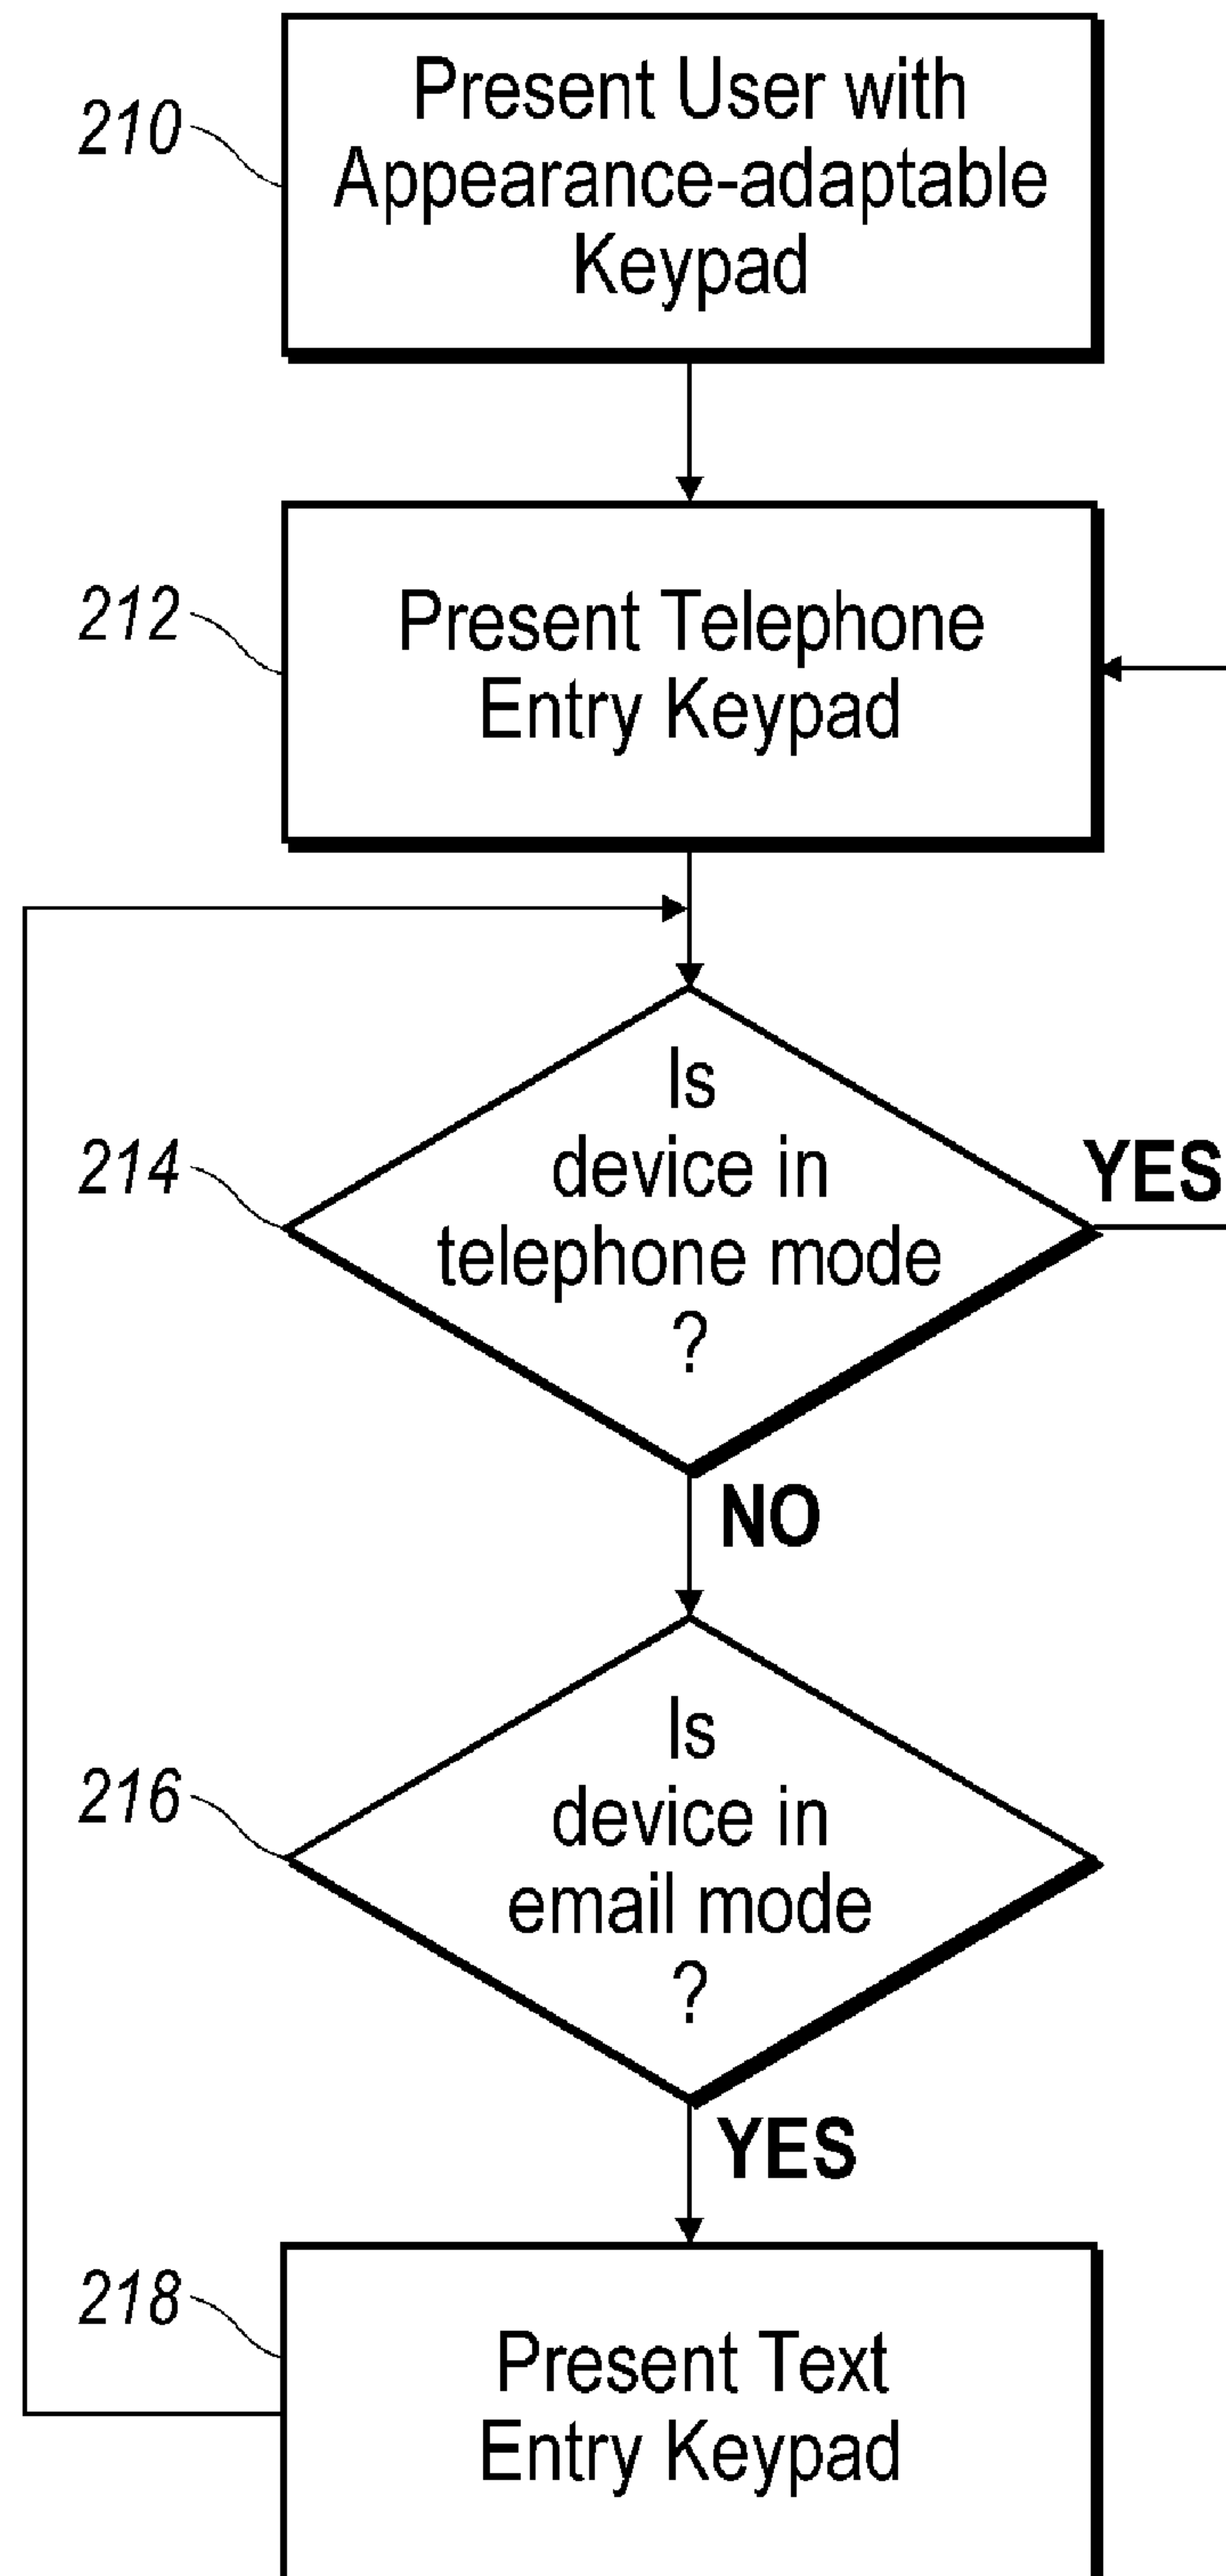 210
Present User with
Appearance-adaptable
Keypad
212
Present Telephone
Entry Keypad
214
Is
device in
telephone mode
?
YES
NO
216
Is
device in
email mode
?
YES
218
Present Text
Entry Keypad